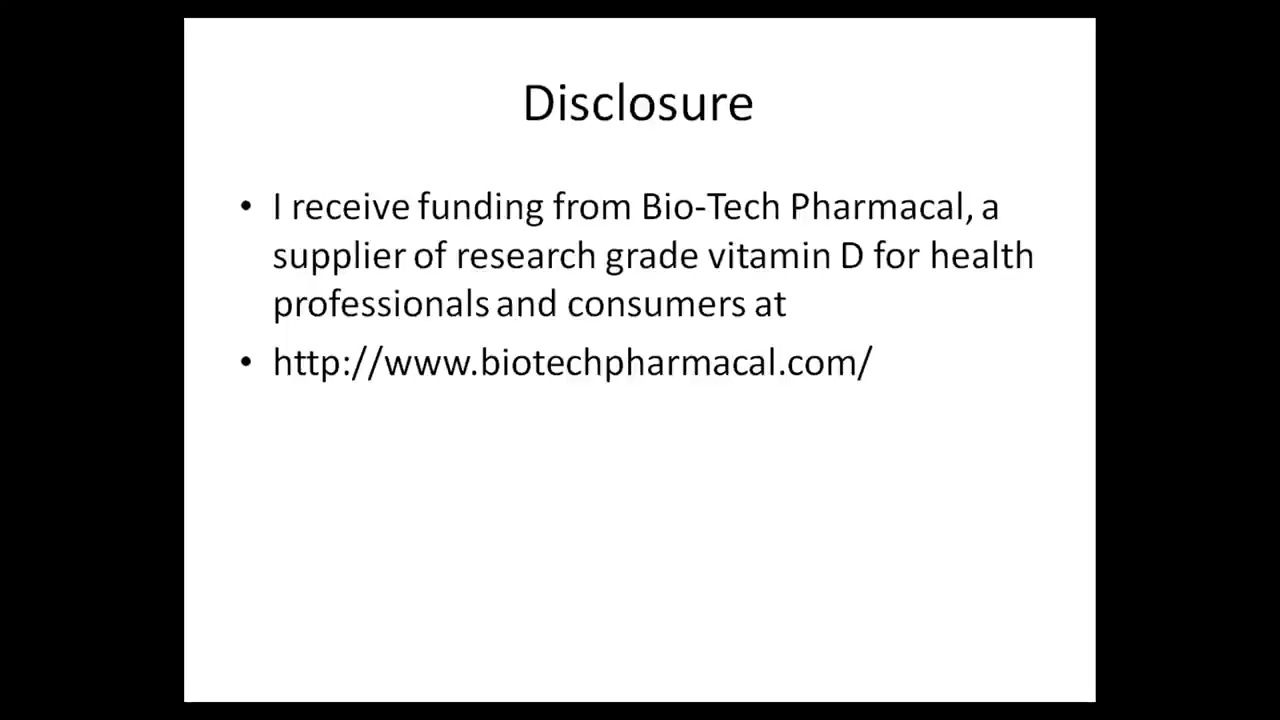 Disclosure
• I receive funding from Bio-Tech Pharmacal, a
supplier of research grade vitamin D for health
professionals and consumers at
• http://www.biotechpharmacal.com/